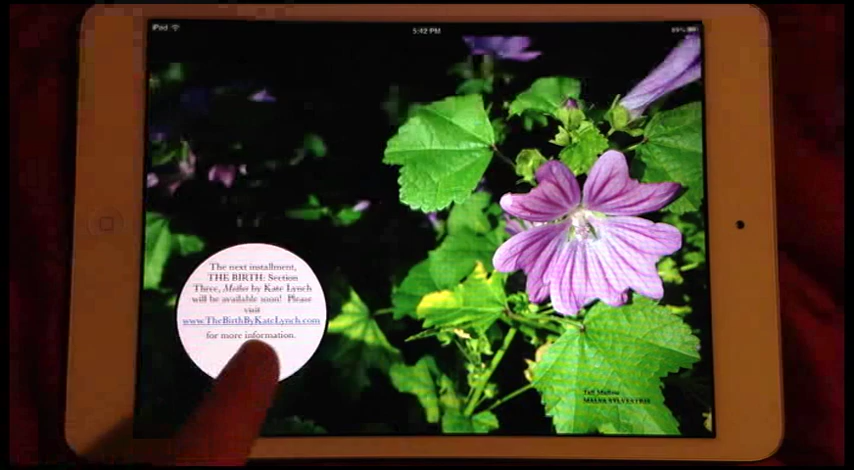 iPad
5:42 PM
89%
The next installment,
THE BIRTH: Section
Three, Mother by Kate Lynch
will be available soon! Please
visit
www.TheBirthByKateLynch.com
for more information.
Tall Mallow
MALVA SYLVESTRIS